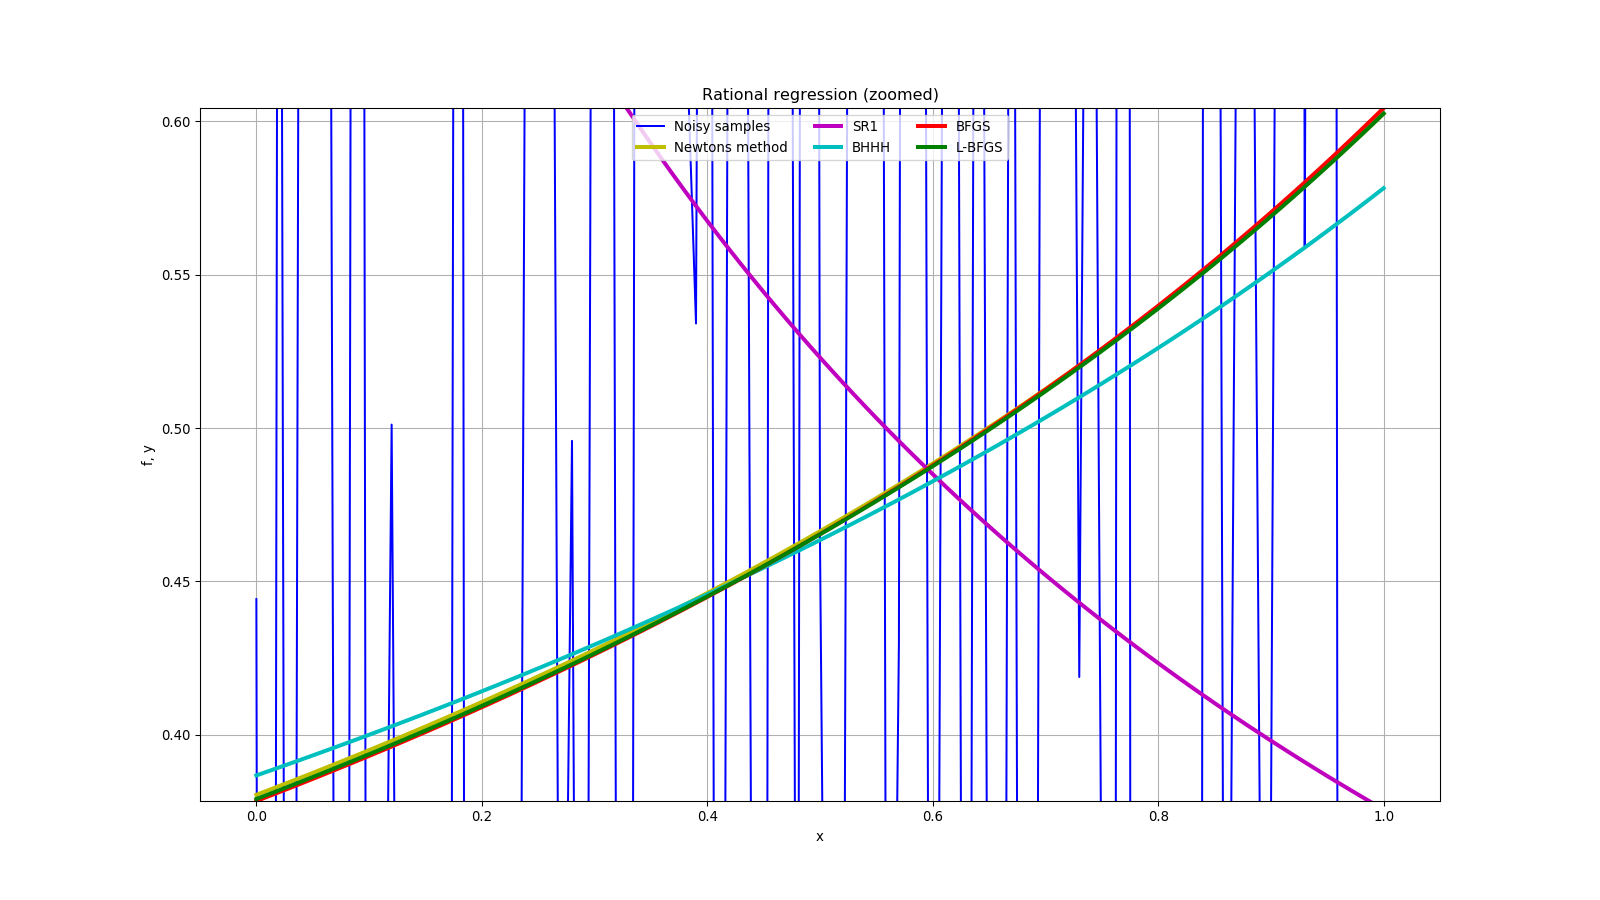 Rational regression (zoomed)
Noisy samples
Newtons method
SR1
BHHH
BFGS
L-BFGS
f, y
0.60
0.55
0.50
0.45
0.40
0.0 0.2 0.4 0.6 0.8 1.0
x